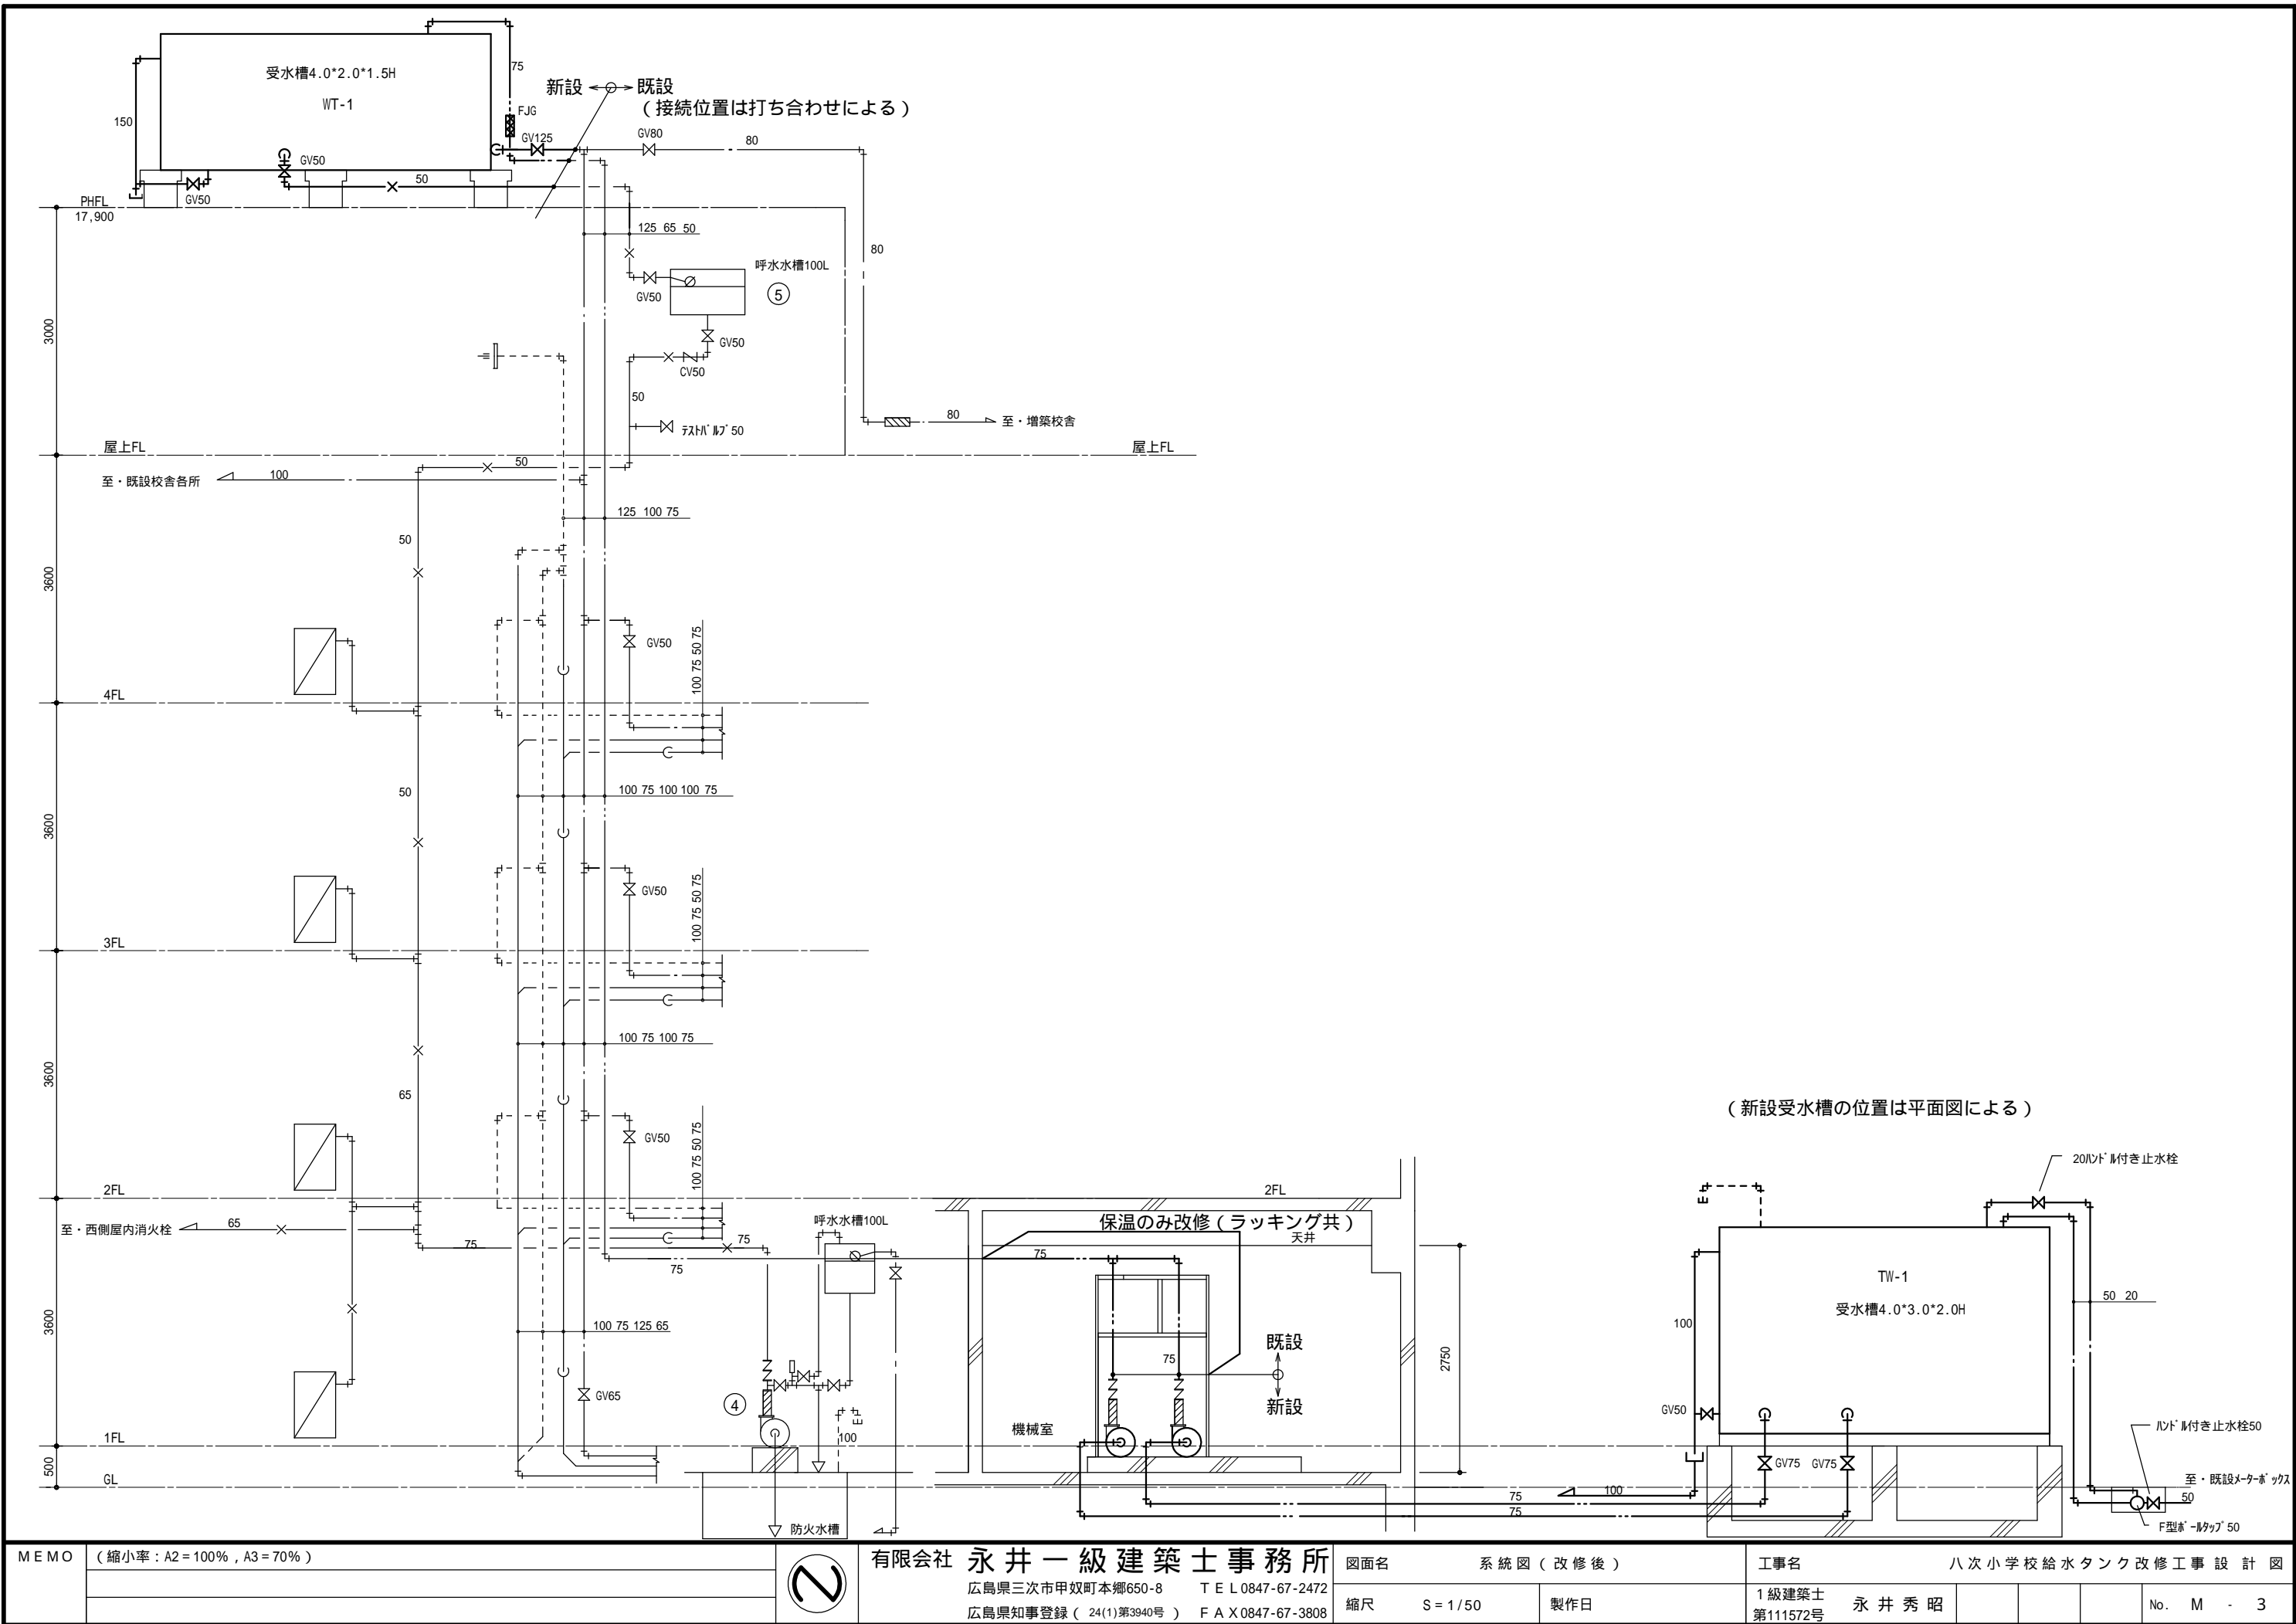 受水槽4.0*2.0*1.5H
WT-1
75
150
FJG
新設
既設
(接続位置は打ち合わせによる)
GV125
GV80
80
GV50
50
GV50
PHFL
17,900
125 65 50
80
呼水水槽100L
GV50
5
3000
GV50
CV50
50
テストバルブ50
80
至・増築校舎
屋上FL
屋上FL
50
至・既設校舎各所
100
125 100 75
50
3600
GV50
100 75 50 75
4FL
50
3600
100 75 100 100 75
GV50
100 75 50 75
3FL
100 75 100 75
3600
65
GV50
100 75 50 75
(新設受水槽の位置は平面図による)
20ハンドル付き止水栓
2FL
2FL
至・西側屋内消火栓
65
呼水水槽100L
保温のみ改修(ラッキング共)
天井
75
75
75
75
TW-1
受水槽4.0*3.0*2.0H
50 20
100
3600
100 75 125 65
既設
75
2750
新設
GV65
4
機械室
GV50
ハンドル付き止水栓50
1FL
100
500
GL
GV75
GV75
至・既設メーターボックス
50
100
75
75
F型ボールタップ50
防火水槽
MEMO
(縮小率:A2=100%,A3=70%)
有限会社 永井一級建築士事務所
広島県三次市甲奴町本郷650-8 TEL0847-67-2472
広島県知事登録( 24(1)第3940号 ) FAX0847-67-3808
図面名 系統図(改修後)
縮尺 S=1/50 製作日
工事名 八次小学校給水タンク改修工事設計図
1級建築士
第111572号
永井秀昭
No. M - 3